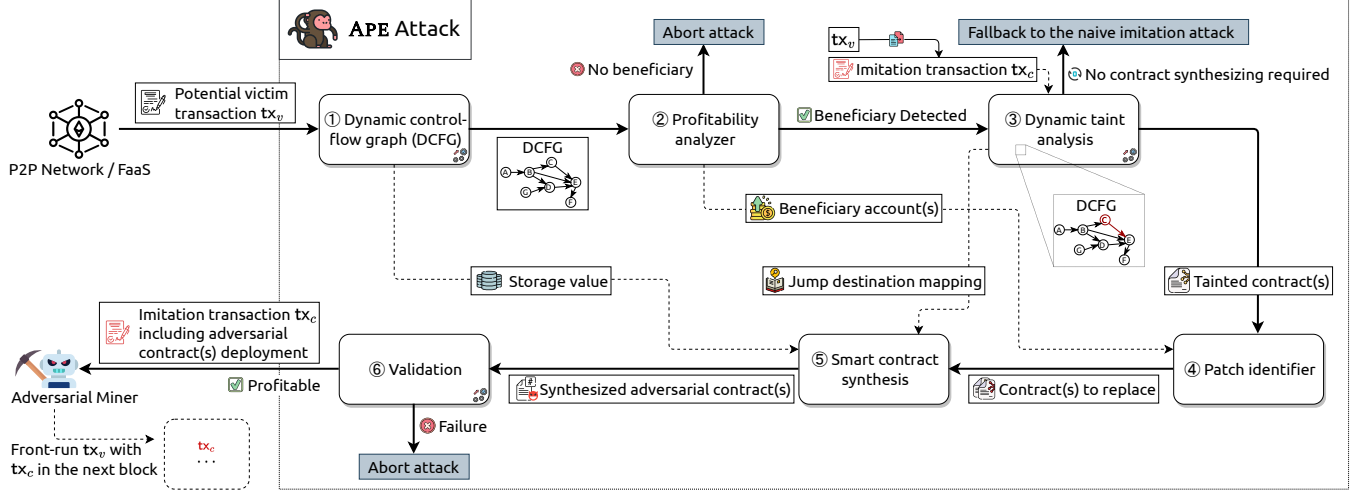 APE Attack
P2P Network / FaaS
Potential victim
transaction tx_v
① Dynamic control-
flow graph (DCFG)
DCFG
A
B
C
D
E
F
G
Abort attack
No beneficiary
② Profitability
analyzer
Beneficiary Detected
tx_v
Imitation transaction tx_c
Fallback to the naive imitation attack
No contract synthesizing required
③ Dynamic taint
analysis
DCFG
A
B
C
D
E
F
G
Beneficiary account(s)
Storage value
Jump destination mapping
Tainted contract(s)
④ Patch identifier
Contract(s) to replace
⑤ Smart contract
synthesis
Synthesized adversarial contract(s)
⑥ Validation
Failure
Abort attack
Imitation transaction tx_c
including adversarial
contract(s) deployment
Profitable
Adversarial Miner
Front-run tx_v with
tx_c in the next block
tx_c
...